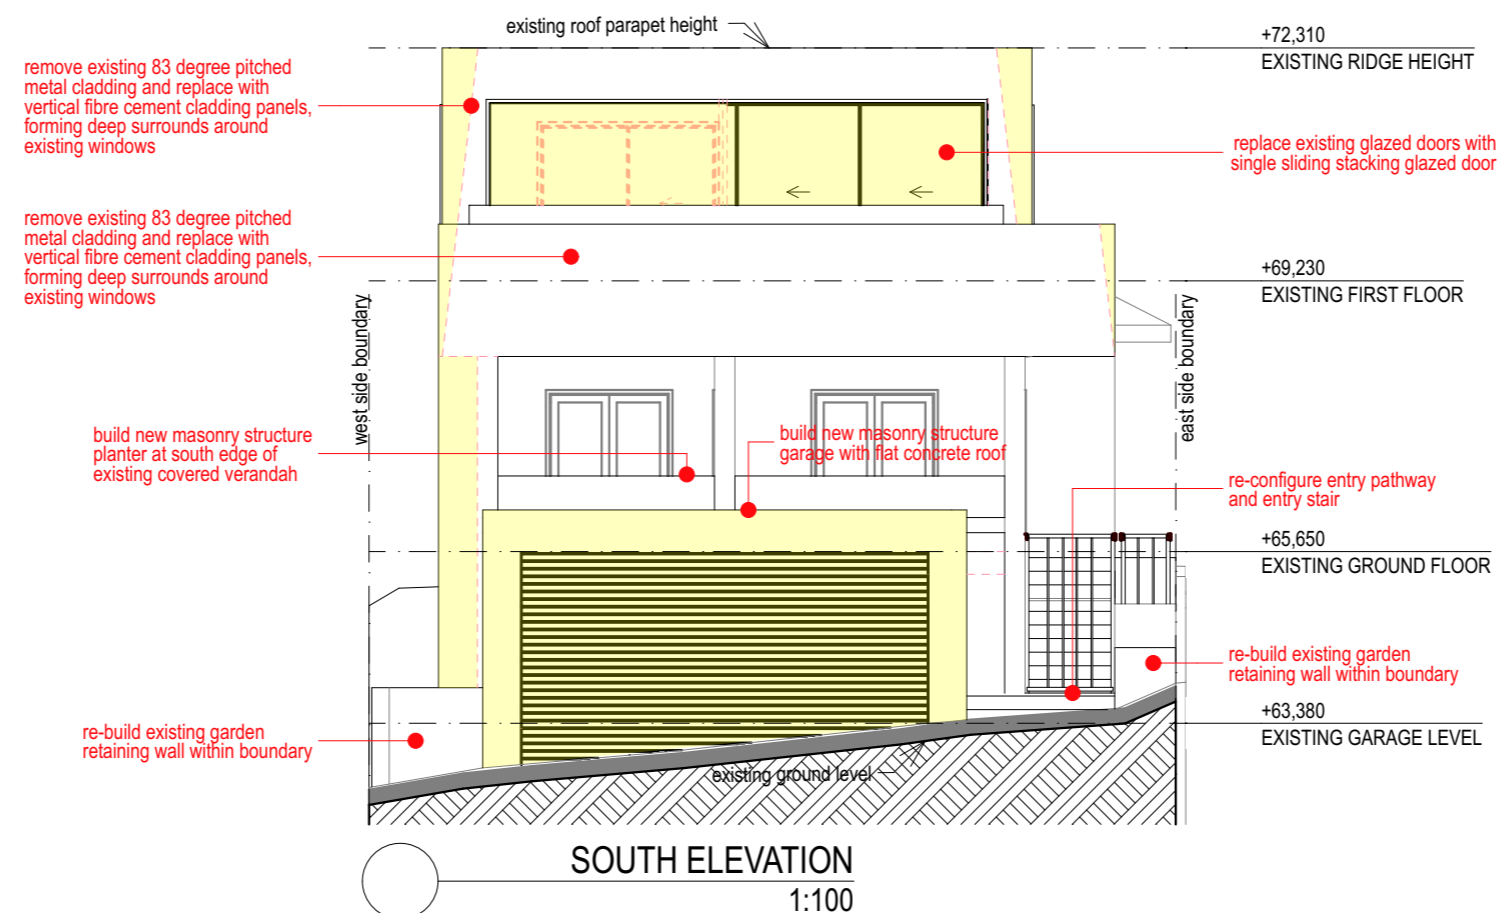 existing roof parapet height
+72,310
EXISTING RIDGE HEIGHT
remove existing 83 degree pitched
metal cladding and replace with
vertical fibre cement cladding panels,
forming deep surrounds around
existing windows
replace existing glazed doors with
single sliding stacking glazed door
remove existing 83 degree pitched
metal cladding and replace with
vertical fibre cement cladding panels,
forming deep surrounds around
existing windows
+69,230
EXISTING FIRST FLOOR
west side boundary
east side boundary
build new masonry structure
planter at south edge of
existing covered verandah
build new masonry structure
garage with flat concrete roof
re-configure entry pathway
and entry stair
+65,650
EXISTING GROUND FLOOR
re-build existing garden
retaining wall within boundary
+63,380
EXISTING GARAGE LEVEL
re-build existing garden
retaining wall within boundary
existing ground level
SOUTH ELEVATION
1:100